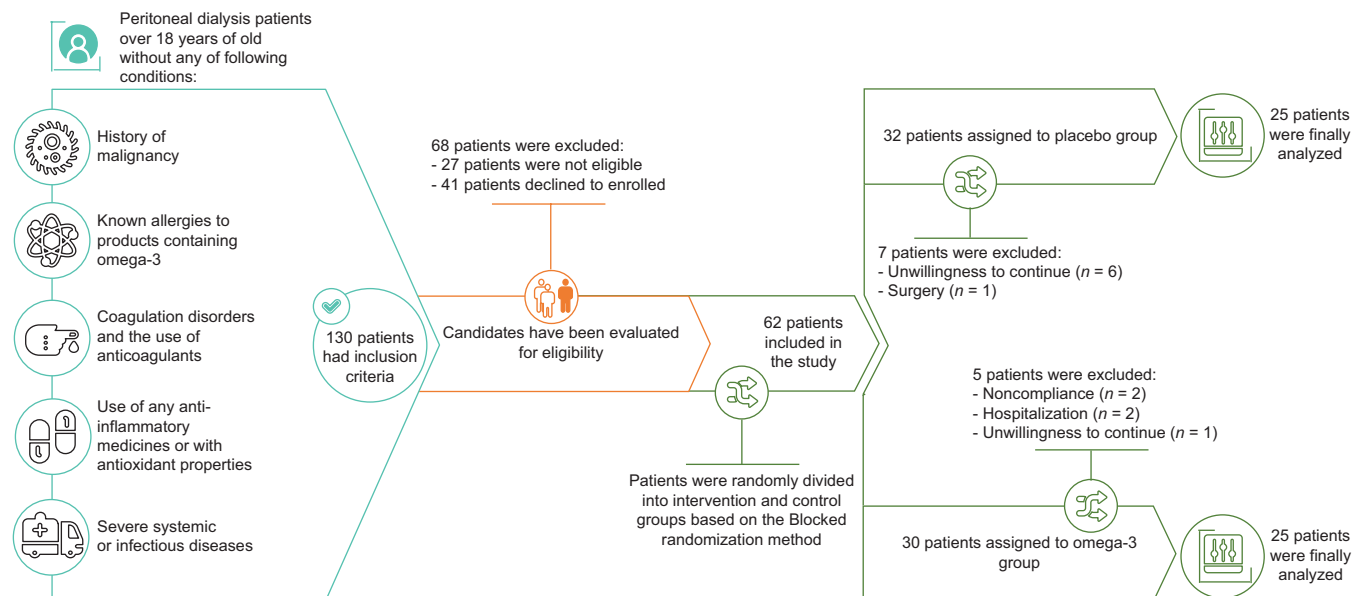 Peritoneal dialysis patients
over 18 years of old
without any of following
conditions:
History of
malignancy
Known allergies to
products containing
omega-3
Coagulation disorders
and the use of
anticoagulants
Use of any anti-
inflammatory
medicines or with
antioxidant properties
Severe systemic
or infectious diseases
130 patients
had inclusion
criteria
68 patients were excluded:
- 27 patients were not eligible
- 41 patients declined to enrolled
Candidates have been evaluated
for eligibility
62 patients
included in
the study
Patients were randomly divided
into intervention and control
groups based on the Blocked
randomization method
32 patients assigned to placebo group
7 patients were excluded:
- Unwillingness to continue (n = 6)
- Surgery (n = 1)
25 patients
were finally
analyzed
5 patients were excluded:
- Noncompliance (n = 2)
- Hospitalization (n = 2)
- Unwillingness to continue (n = 1)
30 patients assigned to omega-3
group
25 patients
were finally
analyzed